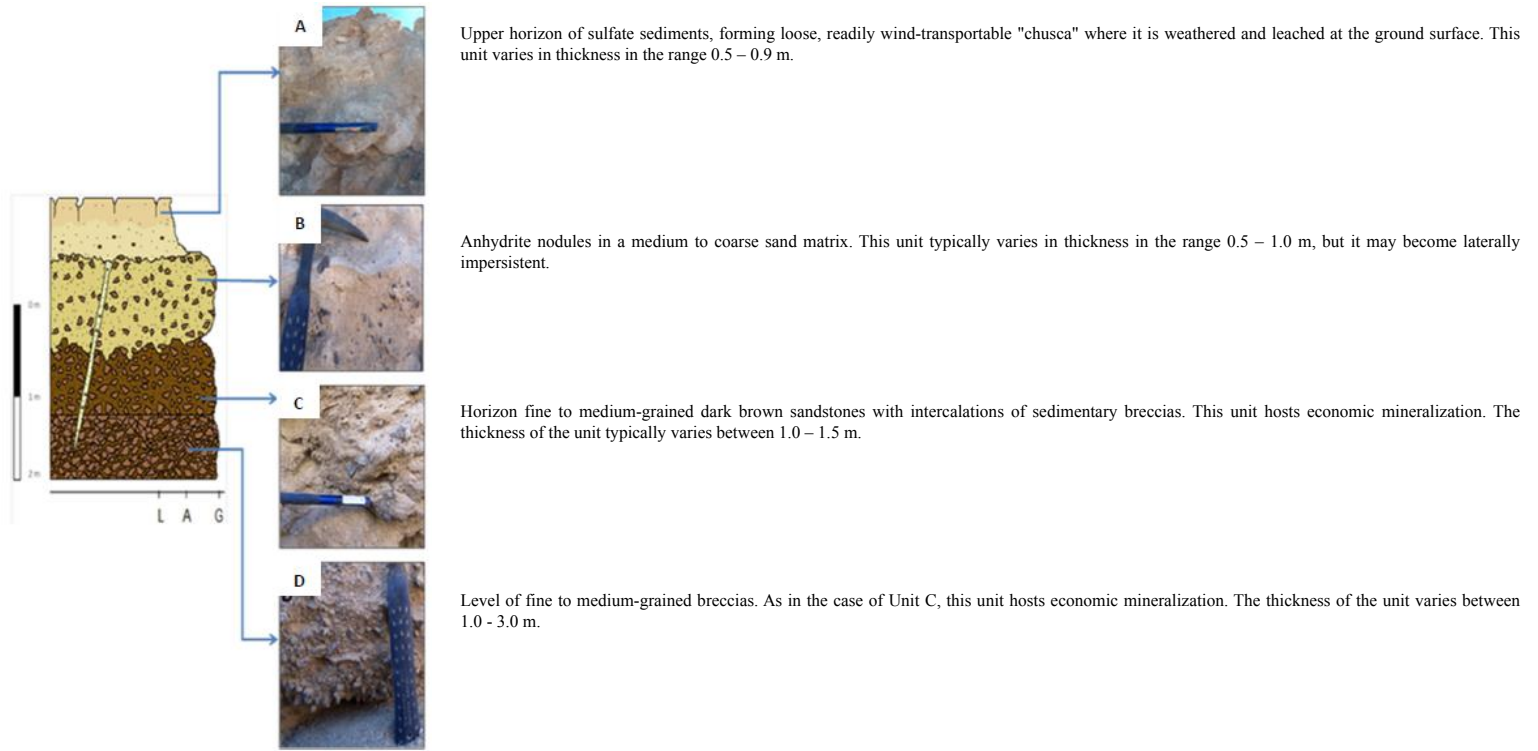 A
Upper horizon of sulfate sediments, forming loose, readily wind-transportable "chusca" where it is weathered and leached at the ground surface. This
unit varies in thickness in the range 0.5 – 0.9 m.
B
Anhydrite nodules in a medium to coarse sand matrix. This unit typically varies in thickness in the range 0.5 – 1.0 m, but it may become laterally
impersistent.
0m
1m
2m
L A G
C
Horizon fine to medium-grained dark brown sandstones with intercalations of sedimentary breccias. This unit hosts economic mineralization. The
thickness of the unit typically varies between 1.0 – 1.5 m.
D
Level of fine to medium-grained breccias. As in the case of Unit C, this unit hosts economic mineralization. The thickness of the unit varies between
1.0 - 3.0 m.